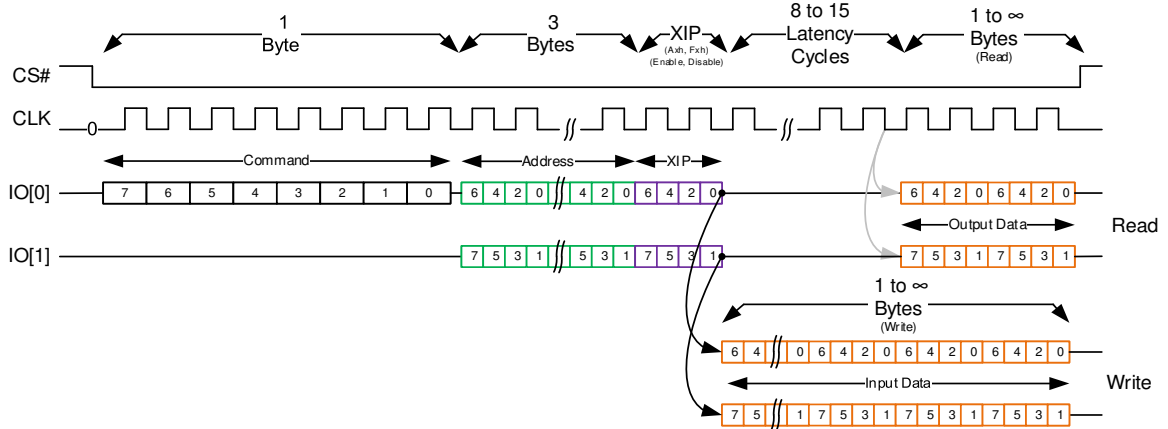 1 3 XIP 8 to 15 1 to ∞
Byte Bytes (Axh, Fxh) Latency Bytes
(Enable, Disable) Cycles (Read)
CS#
CLK 0
Command Address XIP
IO[0] 7 6 5 4 3 2 1 0 6 4 2 0 4 2 0 6 4 2 0 6 4 2 0 6 4 2 0
Output Data Read
IO[1] 7 5 3 1 5 3 1 7 5 3 1 7 5 3 1 7 5 3 1
1 to ∞
Bytes
(Write)
6 4 0 6 4 2 0 6 4 2 0 6 4 2 0
Input Data Write
7 5 1 7 5 3 1 7 5 3 1 7 5 3 1